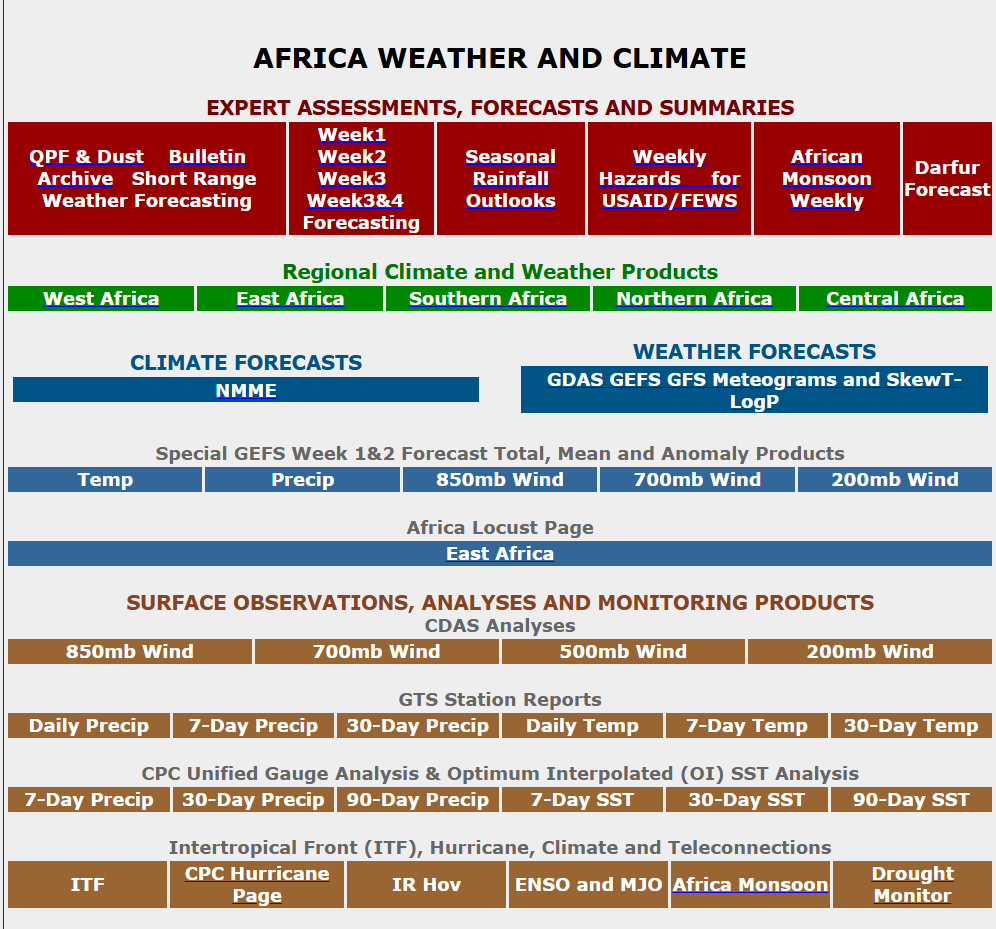 AFRICA WEATHER AND CLIMATE
EXPERT ASSESSMENTS, FORECASTS AND SUMMARIES
QPF & Dust Bulletin
Archive Short Range
Weather Forecasting
Week1
Week2
Week3
Week3&4
Forecasting
Seasonal
Rainfall
Outlooks
Weekly
Hazards for
USAID/FEWS
African
Monsoon
Weekly
Darfur
Forecast
Regional Climate and Weather Products
West Africa East Africa Southern Africa Northern Africa Central Africa
CLIMATE FORECASTS
NMME
WEATHER FORECASTS
GDAS GEFS GFS Meteograms and SkewT-
LogP
Special GEFS Week 1&2 Forecast Total, Mean and Anomaly Products
Temp Precip 850mb Wind 700mb Wind 200mb Wind
Africa Locust Page
East Africa
SURFACE OBSERVATIONS, ANALYSES AND MONITORING PRODUCTS
CDAS Analyses
850mb Wind 700mb Wind 500mb Wind 200mb Wind
GTS Station Reports
Daily Precip 7-Day Precip 30-Day Precip Daily Temp 7-Day Temp 30-Day Temp
CPC Unified Gauge Analysis & Optimum Interpolated (OI) SST Analysis
7-Day Precip 30-Day Precip 90-Day Precip 7-Day SST 30-Day SST 90-Day SST
Intertropical Front (ITF), Hurricane, Climate and Teleconnections
ITF
CPC Hurricane
Page
IR Hov
ENSO and MJO
Africa Monsoon
Drought
Monitor